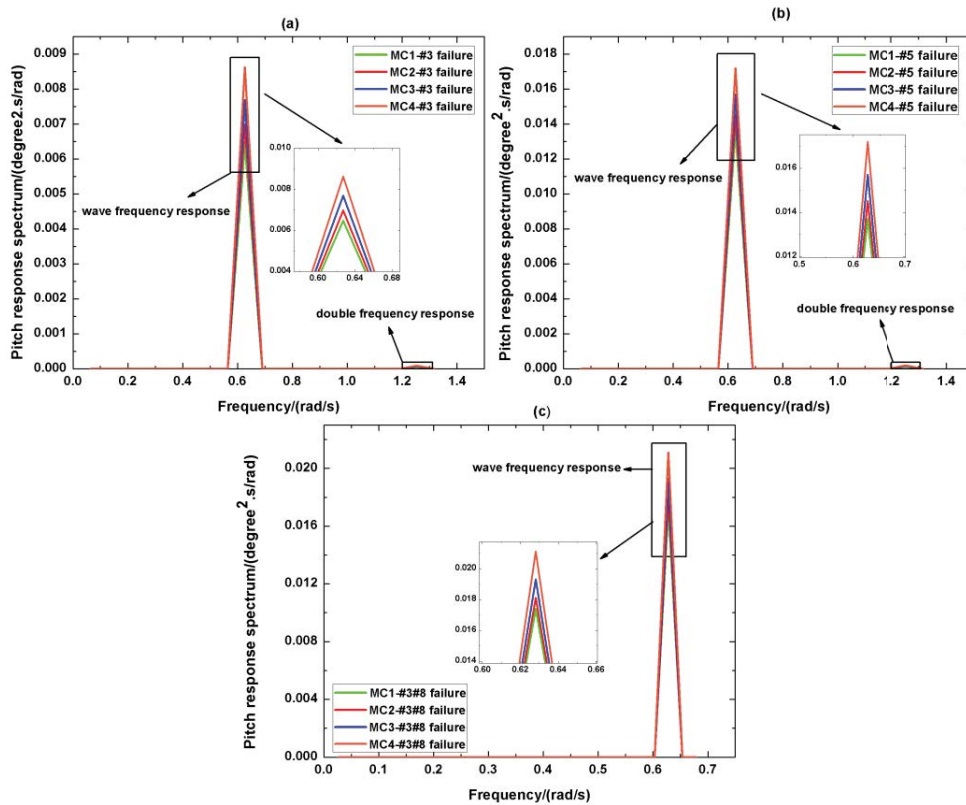 (a)
Pitch response spectrum/(degree2.s/rad)
0.009
0.008
0.007
0.006
0.005
0.004
0.003
0.002
0.001
0.000
MC1-#3 failure
MC2-#3 failure
MC3-#3 failure
MC4-#3 failure
wave frequency response
0.010
0.008
0.006
0.004
0.60 0.64 0.68
double frequency response
0.0 0.2 0.4 0.6 0.8 1.0 1.2 1.4
Frequency/(rad/s)
(b)
Pitch response spectrum/(degree².s/rad)
0.018
0.016
0.014
0.012
0.010
0.008
0.006
0.004
0.002
0.000
MC1-#5 failure
MC2-#5 failure
MC3-#5 failure
MC4-#5 failure
wave frequency response
0.016
0.014
0.012
0.5 0.6 0.7
double frequency response
0.0 0.2 0.4 0.6 0.8 1.0 1.2 1.4
Frequency/(rad/s)
(c)
Pitch response spectrum/(degree².s/rad)
0.020
0.016
0.012
0.008
0.004
0.000
wave frequency response
0.020
0.018
0.016
0.014
0.60 0.62 0.64 0.66
MC1-#3#8 failure
MC2-#3#8 failure
MC3-#3#8 failure
MC4-#3#8 failure
0.0 0.1 0.2 0.3 0.4 0.5 0.6 0.7
Frequency/(rad/s)